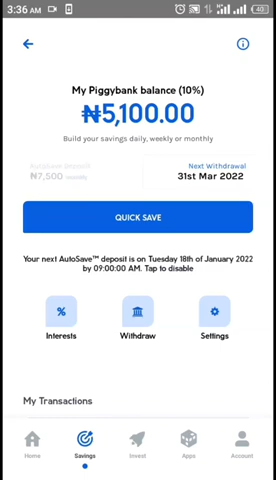 3:36 AM
40
My Piggybank balance (10%)
₦5,100.00
Build your savings daily, weekly or monthly
AutoSave Deposit
₦7,500 monthly
Next Withdrawal
31st Mar 2022
QUICK SAVE
Your next AutoSave™ deposit is on Tuesday 18th of January 2022
by 09:00:00 AM. Tap to disable
Interests
Withdraw
Settings
My Transactions
Home
Savings
Invest
Apps
Account